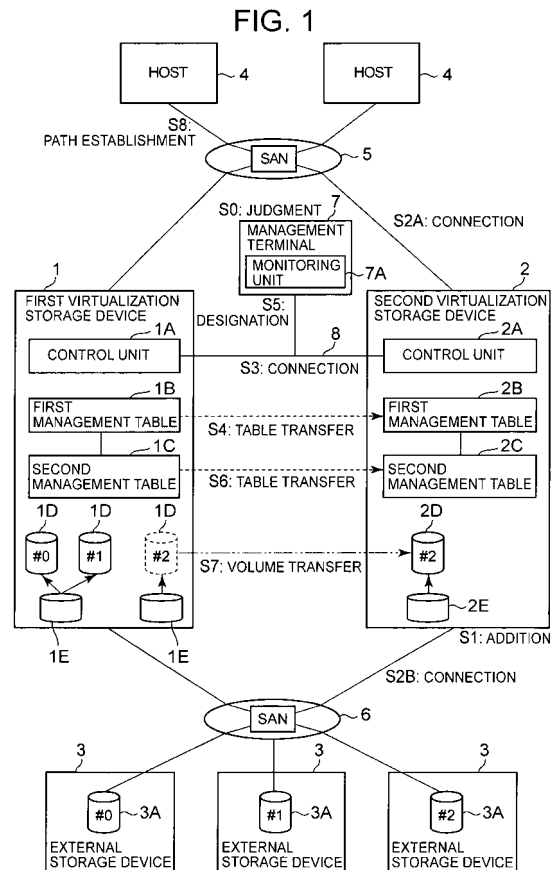 FIG. 1
HOST
4
HOST
4
S8:
PATH ESTABLISHMENT
SAN
5
S0: JUDGMENT
7
S2A: CONNECTION
MANAGEMENT
TERMINAL
MONITORING
UNIT
7A
1
2
FIRST VIRTUALIZATION
STORAGE DEVICE
S5:
DESIGNATION
SECOND VIRTUALIZATION
STORAGE DEVICE
1A
8
2A
CONTROL UNIT
CONTROL UNIT
S3: CONNECTION
1B
2B
FIRST
MANAGEMENT TABLE
FIRST
MANAGEMENT TABLE
S4: TABLE TRANSFER
1C
2C
SECOND
MANAGEMENT TABLE
SECOND
MANAGEMENT TABLE
S6: TABLE TRANSFER
1D
1D
1D
2D
#0
#1
#2
#2
S7: VOLUME TRANSFER
1E
1E
2E
S1: ADDITION
S2B: CONNECTION
SAN
6
3
3
3
#0
3A
#1
3A
#2
3A
EXTERNAL
STORAGE DEVICE
EXTERNAL
STORAGE DEVICE
EXTERNAL
STORAGE DEVICE